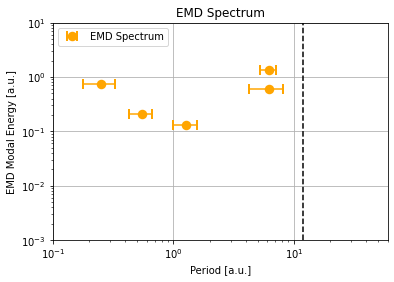 EMD Spectrum
EMD Spectrum
EMD Modal Energy [a.u.]
10¹
10⁰
10⁻¹
10⁻²
10⁻³
10⁻¹ 10⁰ 10¹
Period [a.u.]